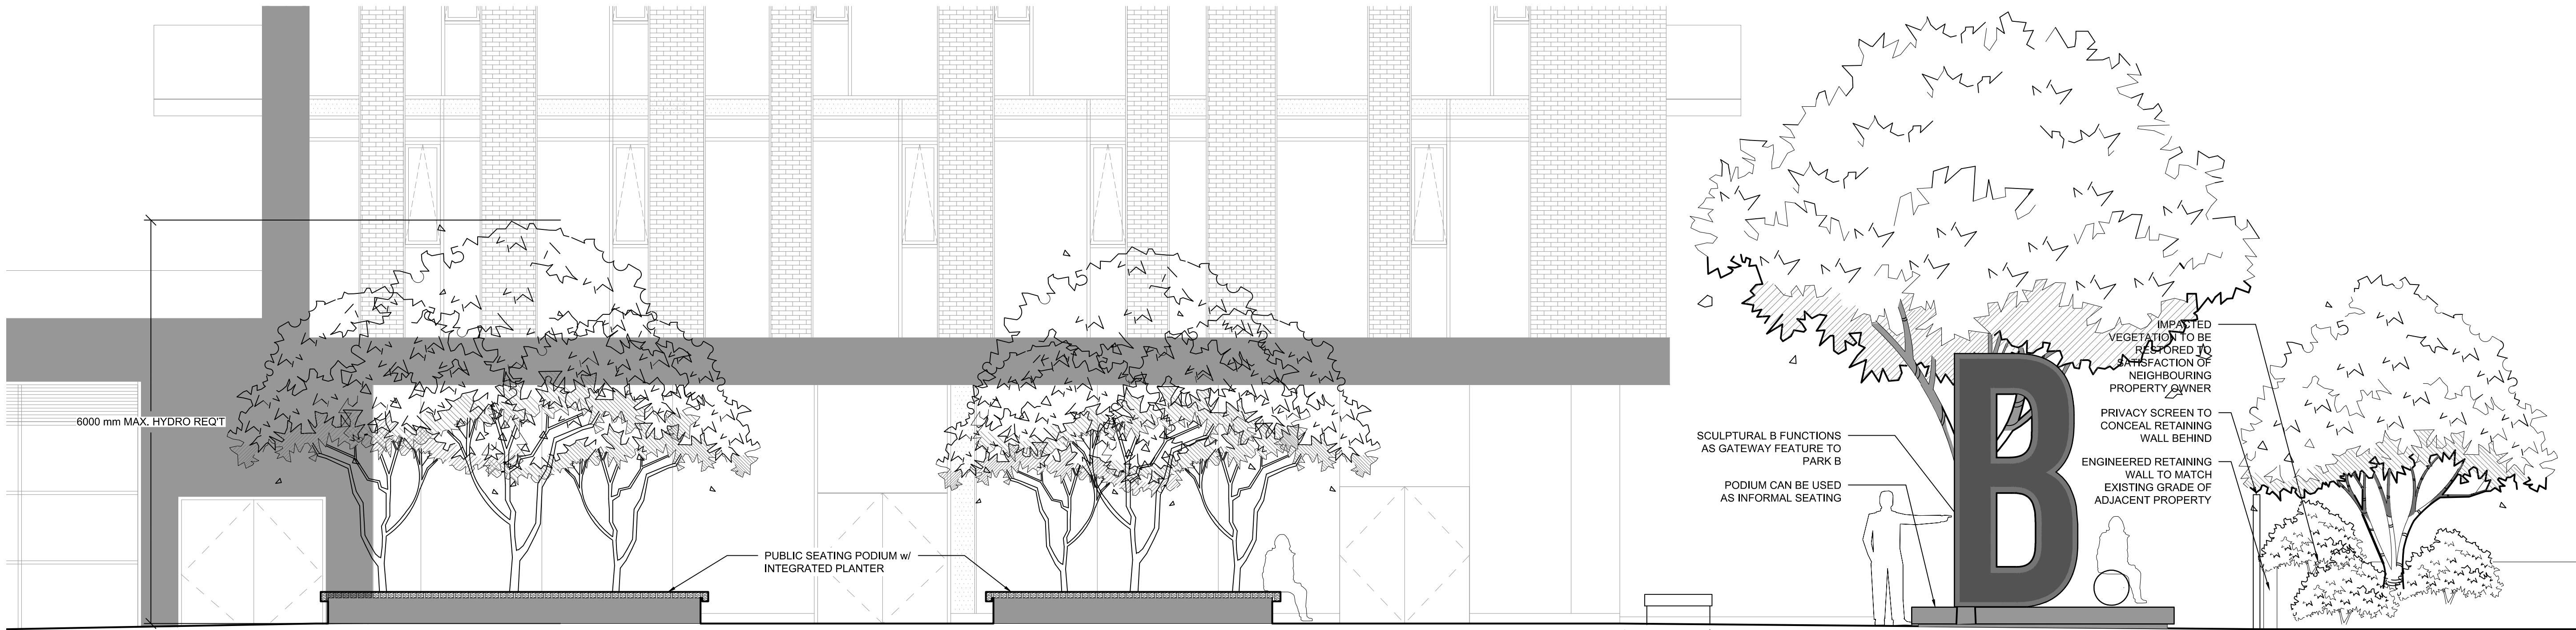 6000 mm MAX. HYDRO REQ'T
PUBLIC SEATING PODIUM w/
INTEGRATED PLANTER
SCULPTURAL B FUNCTIONS
AS GATEWAY FEATURE TO
PARK B
PODIUM CAN BE USED
AS INFORMAL SEATING
B
IMPACTED
VEGETATION TO BE
RESTORED TO
SATISFACTION OF
NEIGHBOURING
PROPERTY OWNER
PRIVACY SCREEN TO
CONCEAL RETAINING
WALL BEHIND
ENGINEERED RETAINING
WALL TO MATCH
EXISTING GRADE OF
ADJACENT PROPERTY